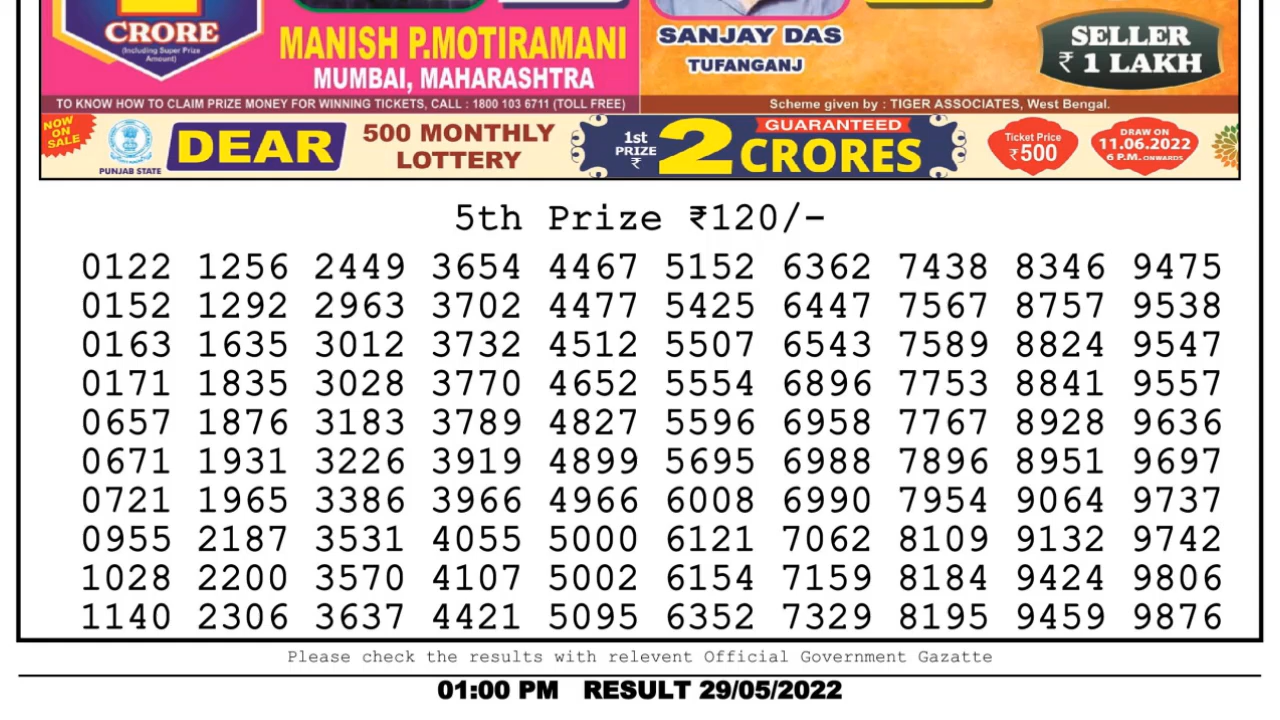 CRORE
(Including Super Prize
Amount)
MANISH P.MOTIRAMANI
MUMBAI, MAHARASHTRA
SANJAY DAS
TUFANGANJ
SELLER
₹ 1 LAKH
TO KNOW HOW TO CLAIM PRIZE MONEY FOR WINNING TICKETS, CALL : 1800 103 6711 (TOLL FREE)
Scheme given by : TIGER ASSOCIATES, West Bengal.
NOW
ON
SALE
PUNJAB STATE
DEAR
500 MONTHLY
LOTTERY
1st
PRIZE
₹
2
GUARANTEED
CRORES
Ticket Price
₹500
DRAW ON
11.06.2022
6 P.M. ONWARDS
5th Prize ₹120/-
0122 1256 2449 3654 4467 5152 6362 7438 8346 9475
0152 1292 2963 3702 4477 5425 6447 7567 8757 9538
0163 1635 3012 3732 4512 5507 6543 7589 8824 9547
0171 1835 3028 3770 4652 5554 6896 7753 8841 9557
0657 1876 3183 3789 4827 5596 6958 7767 8928 9636
0671 1931 3226 3919 4899 5695 6988 7896 8951 9697
0721 1965 3386 3966 4966 6008 6990 7954 9064 9737
0955 2187 3531 4055 5000 6121 7062 8109 9132 9742
1028 2200 3570 4107 5002 6154 7159 8184 9424 9806
1140 2306 3637 4421 5095 6352 7329 8195 9459 9876
Please check the results with relevent Official Government Gazatte
01:00 PM RESULT 29/05/2022